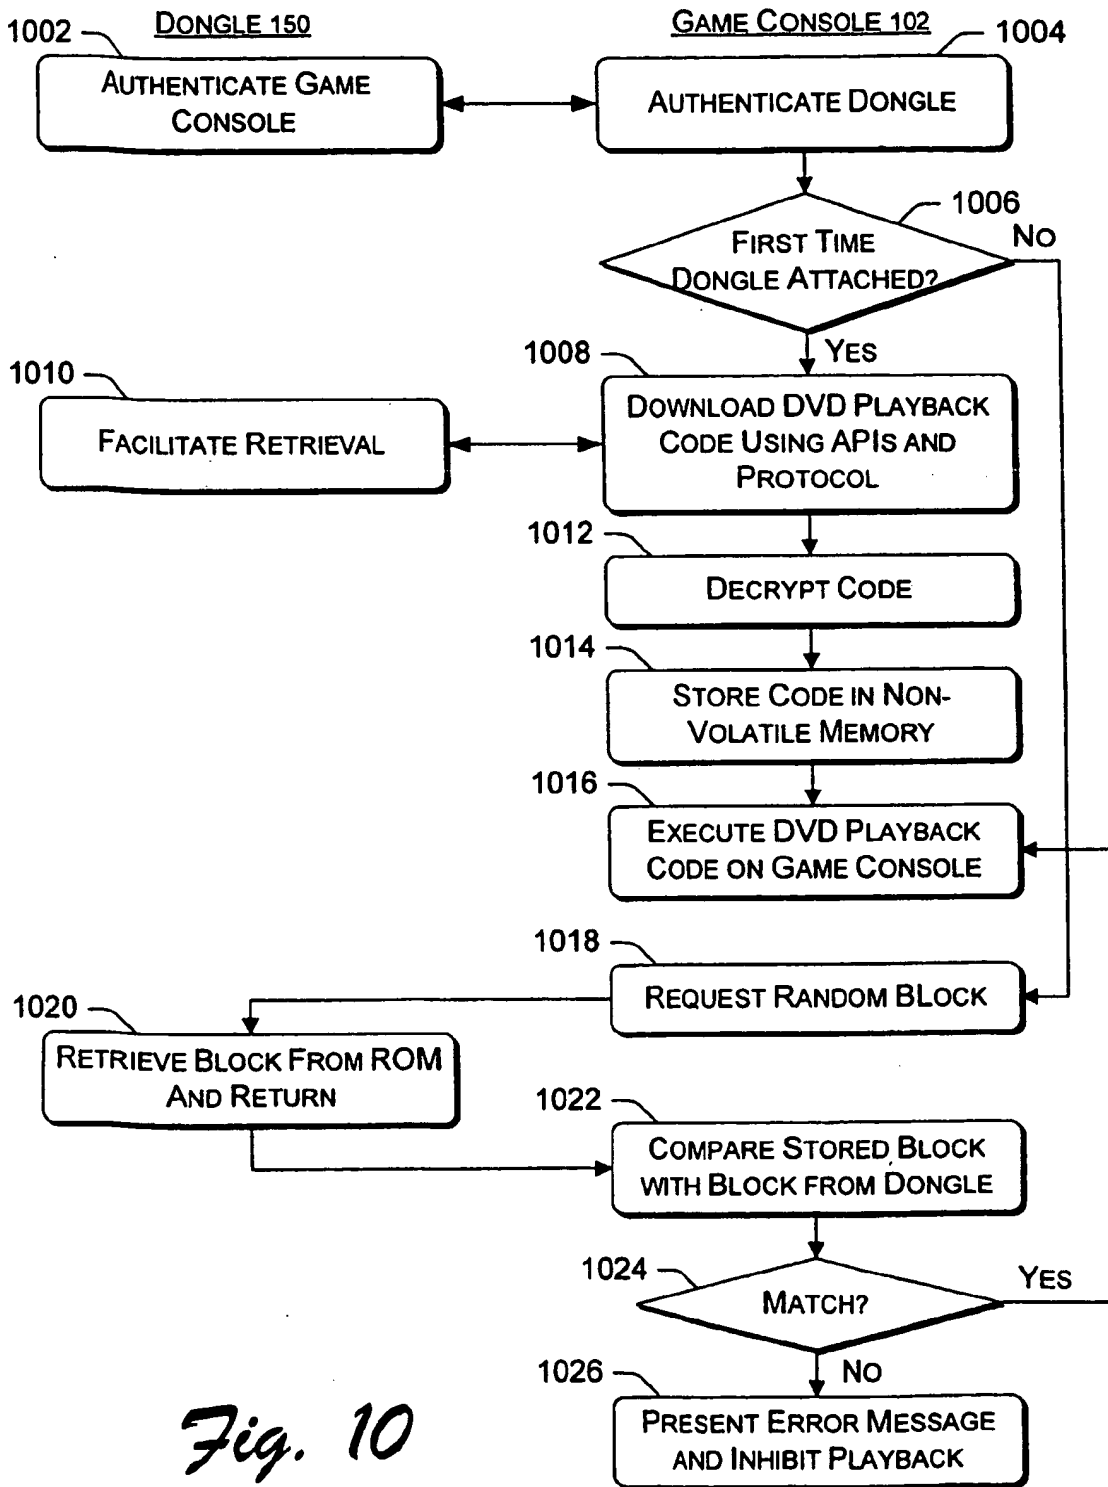 DONGLE 150
GAME CONSOLE 102
1002
1004
AUTHENTICATE GAME
CONSOLE
AUTHENTICATE DONGLE
1006
FIRST TIME
DONGLE ATTACHED?
NO
YES
1008
1010
DOWNLOAD DVD PLAYBACK
CODE USING APIS AND
PROTOCOL
FACILITATE RETRIEVAL
1012
DECRYPT CODE
1014
STORE CODE IN NON-
VOLATILE MEMORY
1016
EXECUTE DVD PLAYBACK
CODE ON GAME CONSOLE
1018
REQUEST RANDOM BLOCK
1020
RETRIEVE BLOCK FROM ROM
AND RETURN
1022
COMPARE STORED BLOCK
WITH BLOCK FROM DONGLE
1024
MATCH?
YES
NO
1026
PRESENT ERROR MESSAGE
AND INHIBIT PLAYBACK
Fig. 10